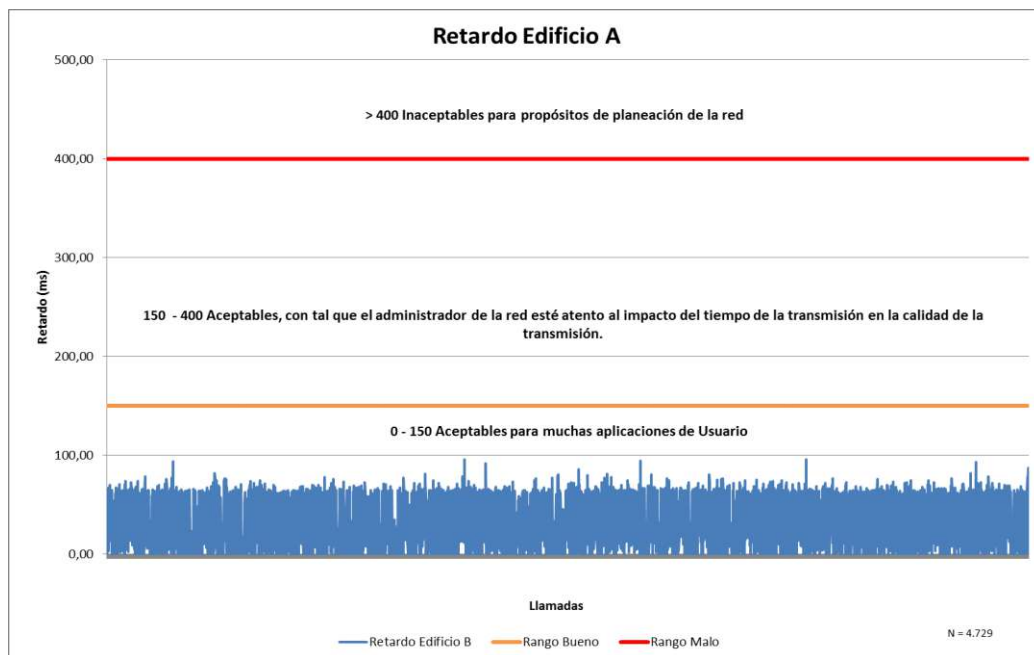 Retardo Edificio A
500,00
> 400 Inaceptables para propósitos de planeación de la red
400,00
300,00
Retardo (ms)
150 - 400 Aceptables, con tal que el administrador de la red esté atento al impacto del tiempo de la transmisión en la calidad de la
transmisión.
200,00
0 - 150 Aceptables para muchas aplicaciones de Usuario
100,00
0,00
Llamadas
Retardo Edificio B
Rango Bueno
Rango Malo
N = 4.729